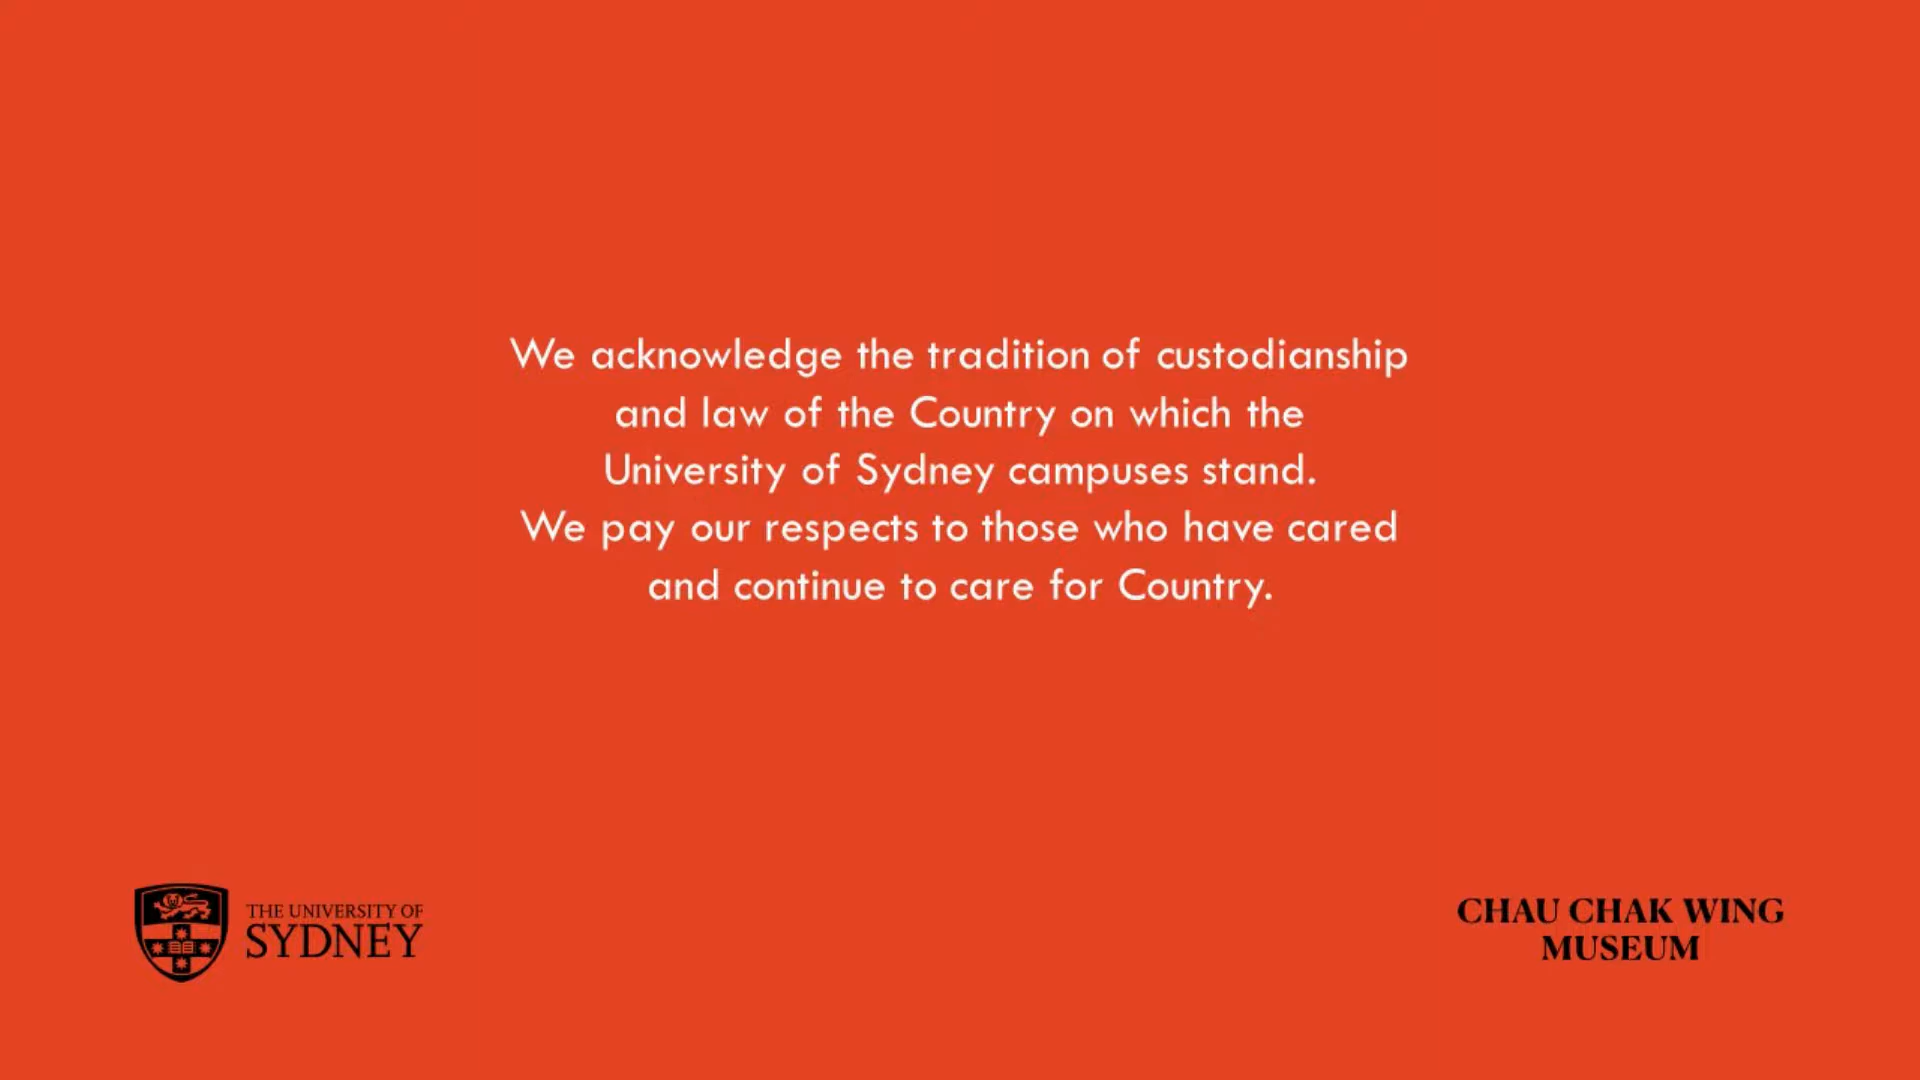 We acknowledge the tradition of custodianship
and law of the Country on which the
University of Sydney campuses stand.
We pay our respects to those who have cared
and continue to care for Country.
THE UNIVERSITY OF
SYDNEY
CHAU CHAK WING
MUSEUM